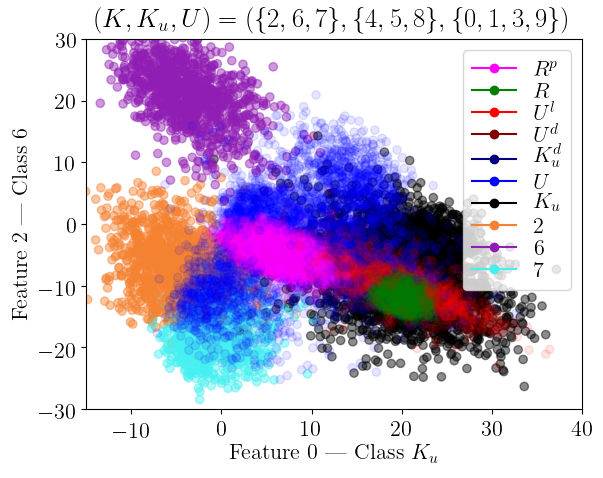 (K, K_u, U) = ({2, 6, 7}, {4, 5, 8}, {0, 1, 3, 9})
30
20
10
0
−10
−20
−30
Feature 2 — Class 6
R^p
R
U^l
U^d
K_u^d
U
K_u
2
6
7
−10
0
10
20
30
40
Feature 0 — Class K_u